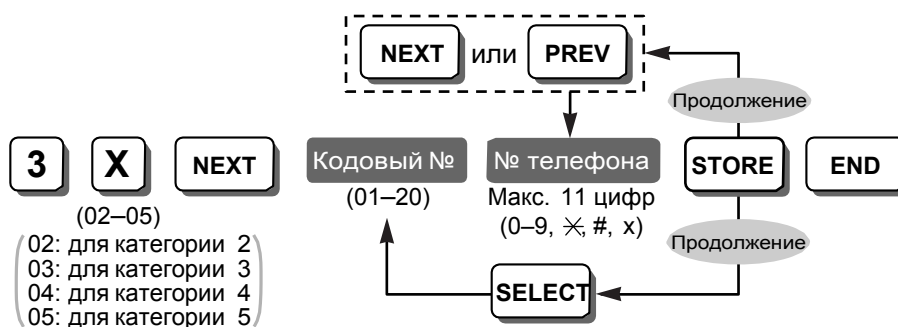 NEXT или PREV
Продолжение
3 X NEXT Кодовый № № телефона STORE END
(01–20) Макс. 11 цифр
(02–05) (0–9, ✳, #, x)
Продолжение
02: для категории 2
03: для категории 3
04: для категории 4
05: для категории 5
SELECT